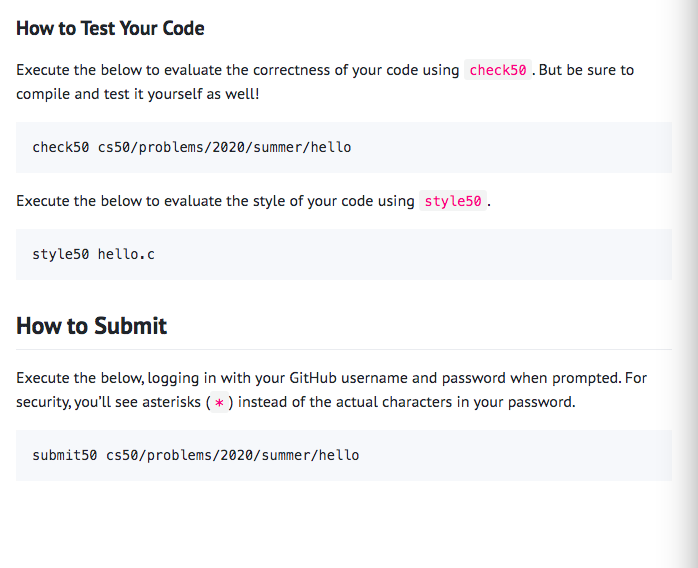 How to Test Your Code
Execute the below to evaluate the correctness of your code using check50 . But be sure to
compile and test it yourself as well!
check50 cs50/problems/2020/summer/hello
Execute the below to evaluate the style of your code using style50 .
style50 hello.c
How to Submit
Execute the below, logging in with your GitHub username and password when prompted. For
security, you’ll see asterisks ( * ) instead of the actual characters in your password.
submit50 cs50/problems/2020/summer/hello